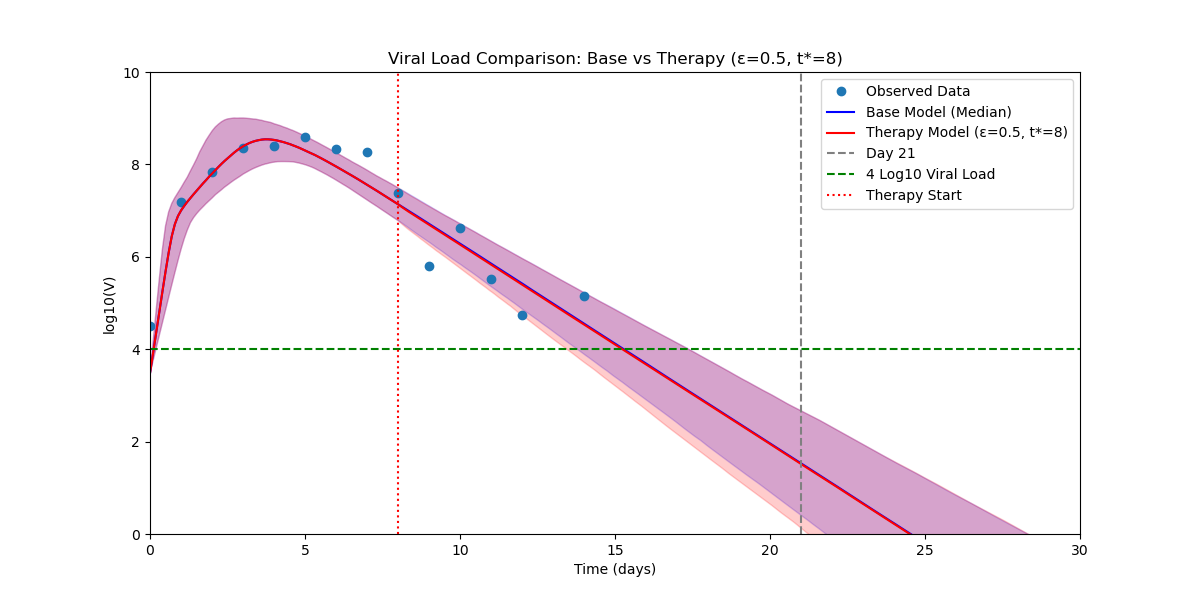 Viral Load Comparison: Base vs Therapy (ε=0.5, t*=8)
Observed Data
Base Model (Median)
Therapy Model (ε=0.5, t*=8)
Day 21
4 Log10 Viral Load
Therapy Start
log10(V)
10
8
6
4
2
0
0
5
10
15
20
25
30
Time (days)